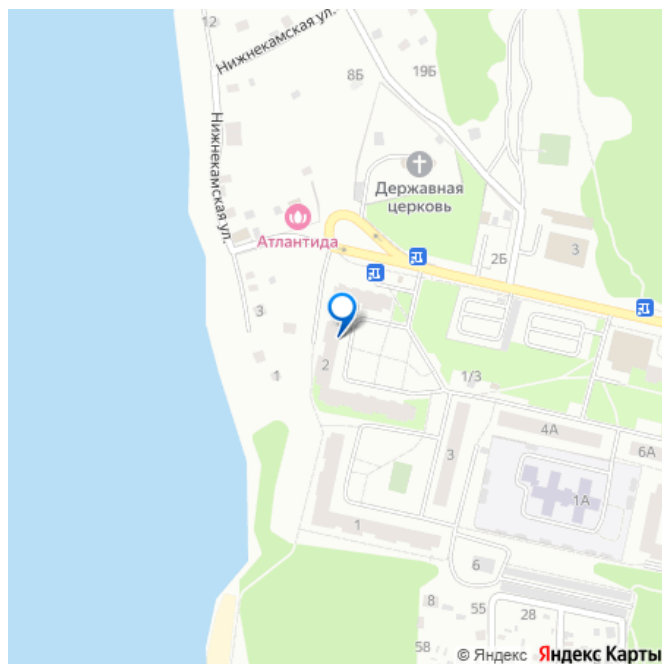 12
Нижнекамская ул.
8Б
19Б
Нижнекамская ул.
Державная
церковь
Атлантида
2Б
3
3
2
1
1/3
4А
3
6А
1А
1
6
8
55
28
58
© Яндекс Яндекс Карты